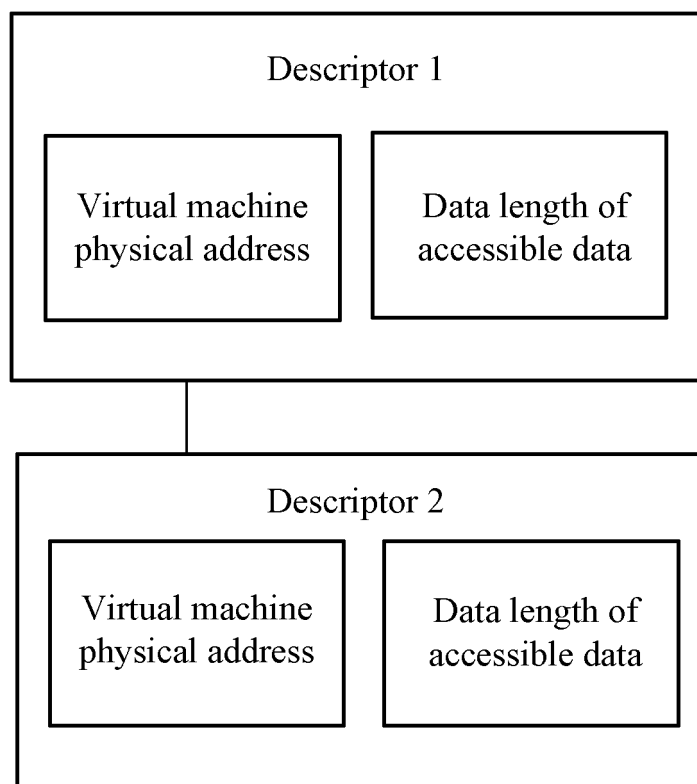 Descriptor 1
Virtual machine
physical address
Data length of
accessible data
Descriptor 2
Virtual machine
physical address
Data length of
accessible data